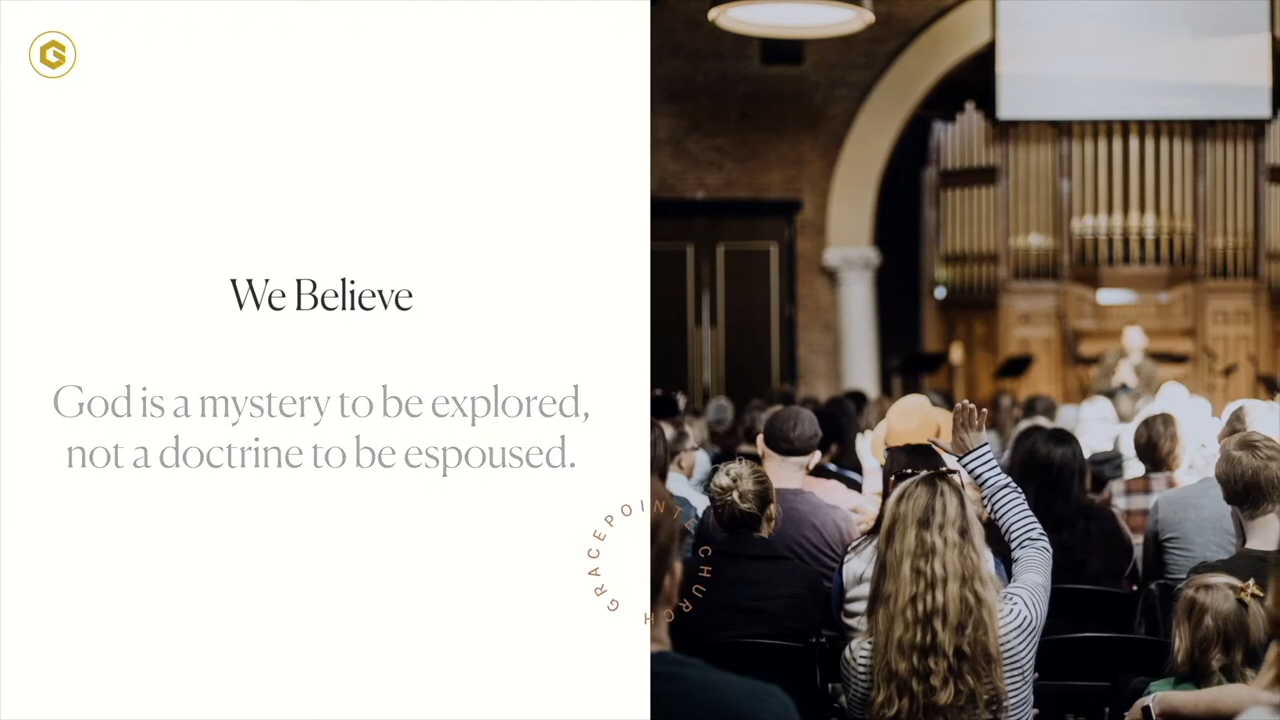 We Believe
God is a mystery to be explored,
not a doctrine to be espoused.
GRACEPOINTE CHURCH